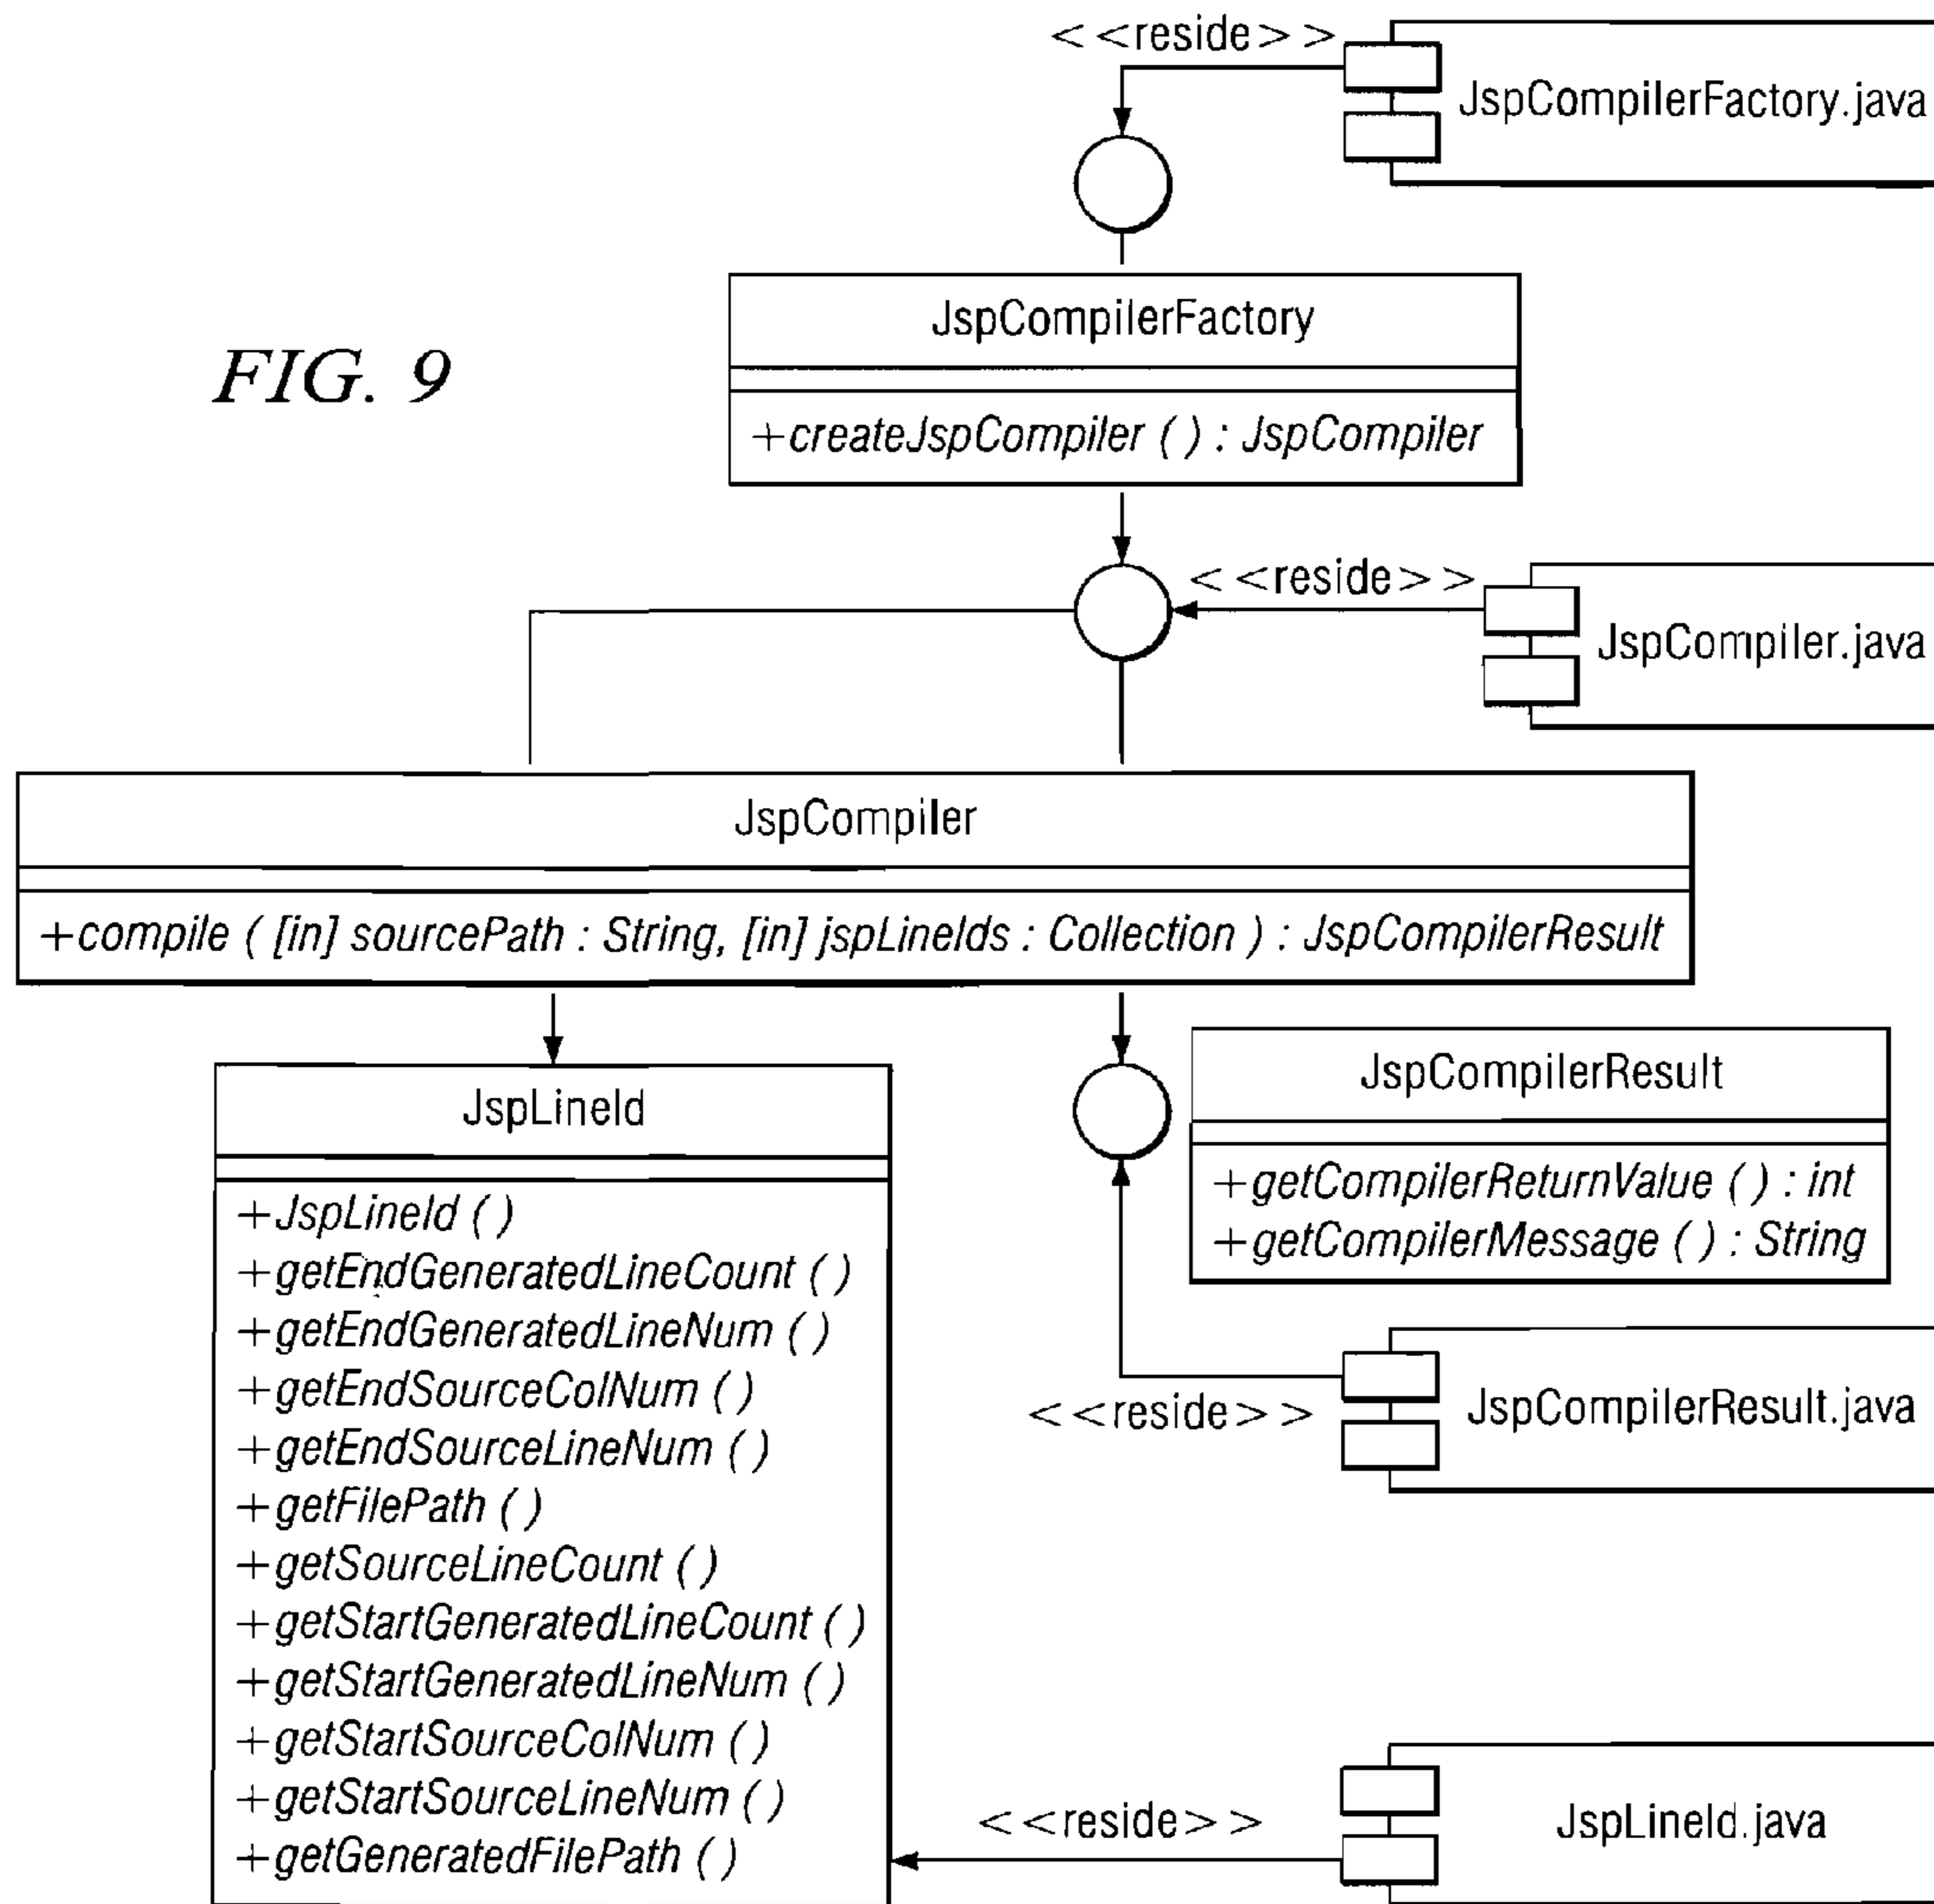 <<reside>>
JspCompilerFactory.java
FIG. 9
JspCompilerFactory
+createJspCompiler ( ) : JspCompiler
<<reside>>
JspCompiler.java
JspCompiler
+compile ( [in] sourcePath : String, [in] jspLineIds : Collection ) : JspCompilerResult
JspLineId
+JspLineId ( )
+getEndGeneratedLineCount ( )
+getEndGeneratedLineNum ( )
+getEndSourceColNum ( )
+getEndSourceLineNum ( )
+getFilePath ( )
+getSourceLineCount ( )
+getStartGeneratedLineCount ( )
+getStartGeneratedLineNum ( )
+getStartSourceColNum ( )
+getStartSourceLineNum ( )
+getGeneratedFilePath ( )
JspCompilerResult
+getCompilerReturnValue ( ) : int
+getCompilerMessage ( ) : String
<<reside>>
JspCompilerResult.java
<<reside>>
JspLineId.java